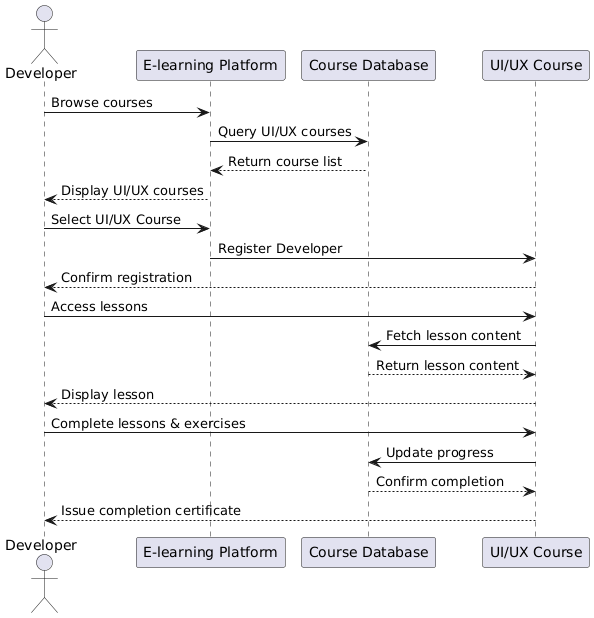 Developer
E-learning Platform
Course Database
UI/UX Course
Browse courses
Query UI/UX courses
Return course list
Display UI/UX courses
Select UI/UX Course
Register Developer
Confirm registration
Access lessons
Fetch lesson content
Return lesson content
Display lesson
Complete lessons & exercises
Update progress
Confirm completion
Issue completion certificate
Developer
E-learning Platform
Course Database
UI/UX Course